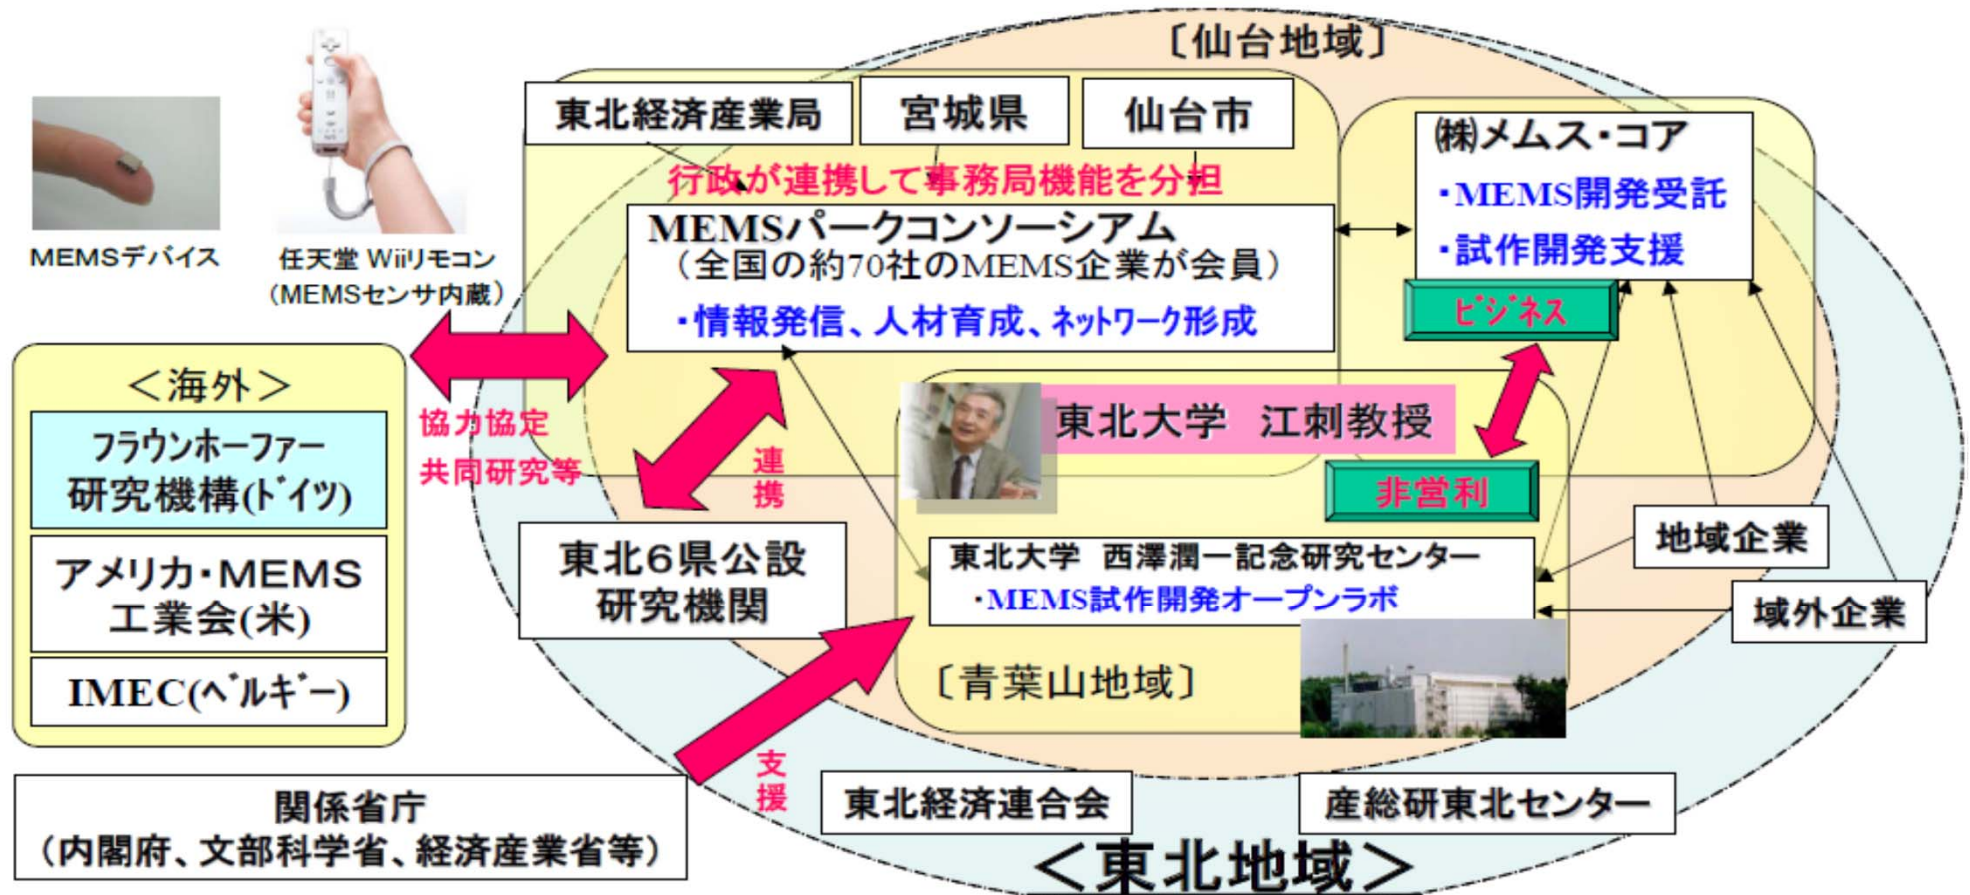 〔仙台地域〕
東北経済産業局
宮城県
仙台市
行政が連携して事務局機能を分担
MEMSパークコンソーシアム
（全国の約70社のMEMS企業が会員）
・情報発信、人材育成、ネットワーク形成
㈱メムス・コア
・MEMS開発受託
・試作開発支援
ビジネス
MEMSデバイス
任天堂 Wiiリモコン
（MEMSセンサ内蔵）
＜海外＞
フラウンホーファー
研究機構(ドイツ)
アメリカ・MEMS
工業会(米)
IMEC(ベルギー)
協力協定
共同研究等
連携
東北大学　江刺教授
非営利
東北6県公設
研究機関
東北大学　西澤潤一記念研究センター
・MEMS試作開発オープンラボ
地域企業
域外企業
〔青葉山地域〕
支援
関係省庁
（内閣府、文部科学省、経済産業省等）
東北経済連合会
産総研東北センター
＜東北地域＞